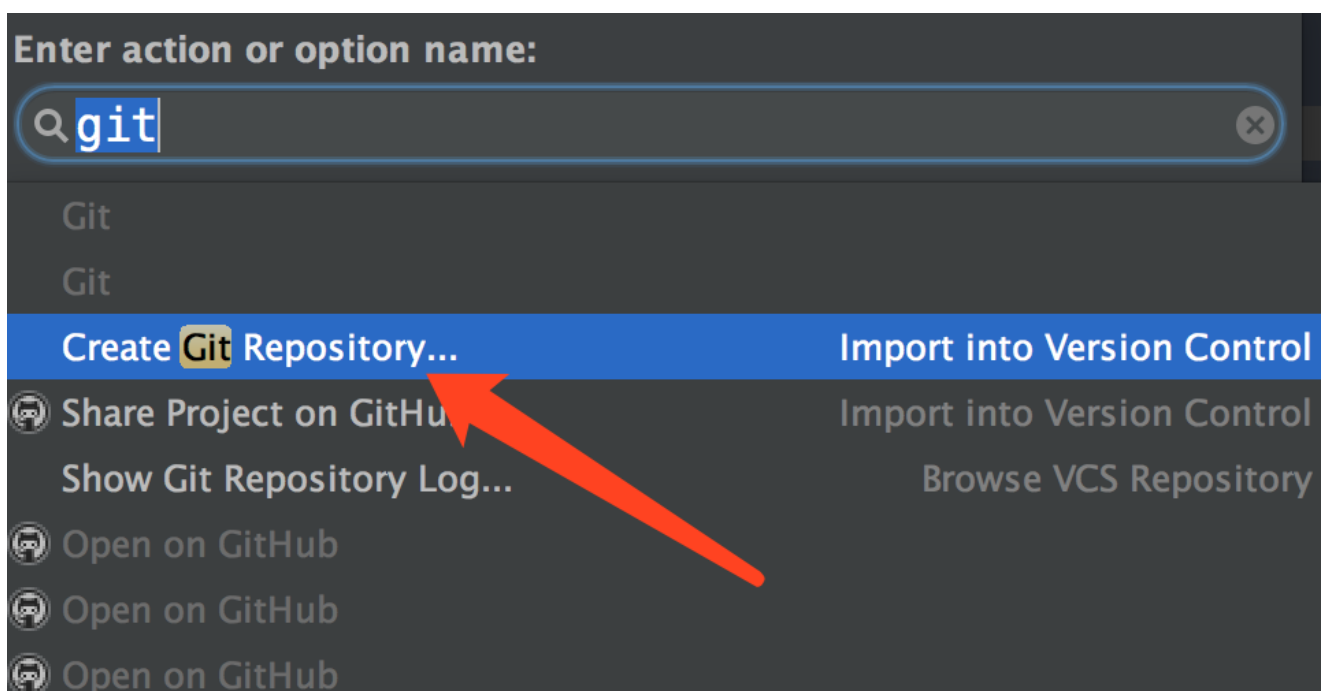 Enter action or option name:
git
Git
Git
Create Git Repository... Import into Version Control
Share Project on GitHu Import into Version Control
Show Git Repository Log... Browse VCS Repository
Open on GitHub
Open on GitHub
Open on GitHub